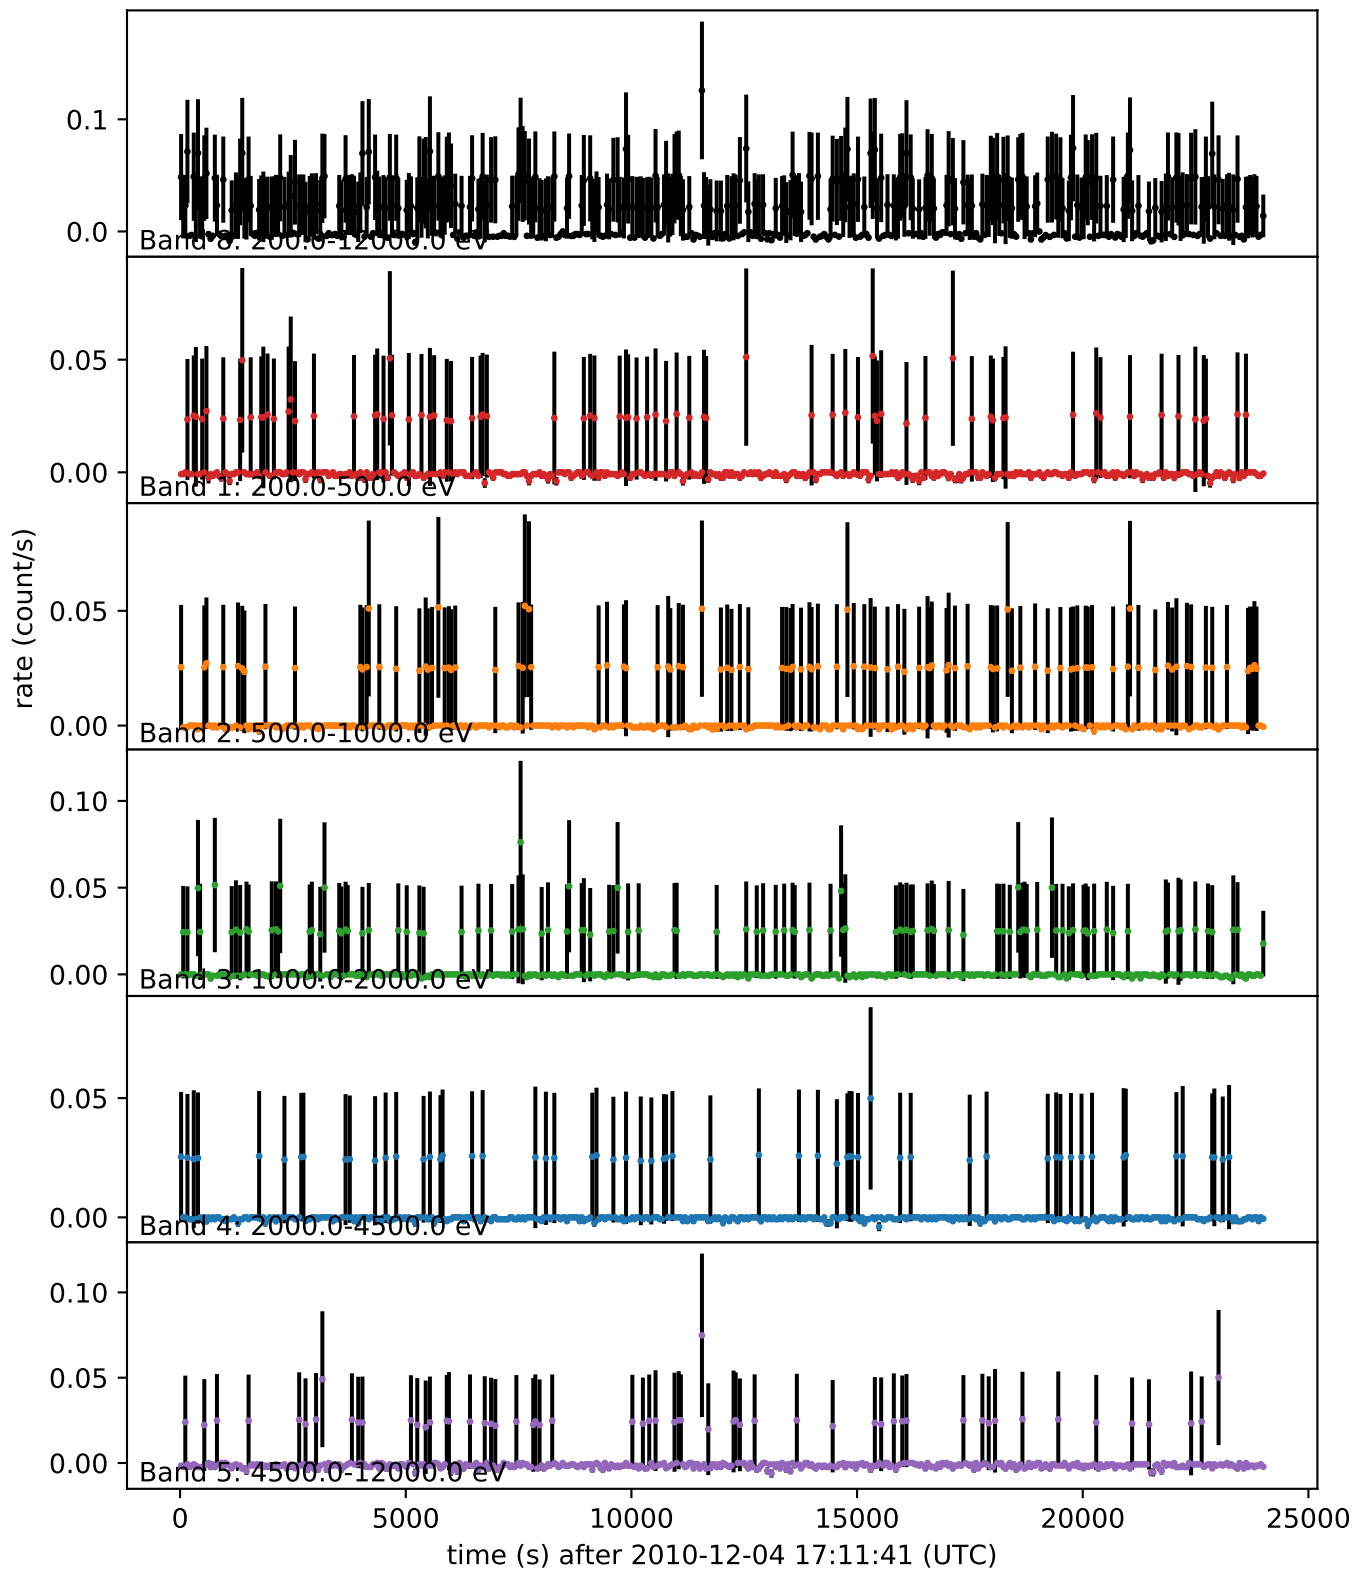 0.1
0.0
Band 8: 200.0-12000.0 eV
0.05
0.00
Band 1: 200.0-500.0 eV
rate (count/s)
0.05
0.00
Band 2: 500.0-1000.0 eV
0.10
0.05
0.00
Band 3: 1000.0-2000.0 eV
0.05
0.00
Band 4: 2000.0-4500.0 eV
0.10
0.05
0.00
Band 5: 4500.0-12000.0 eV
0 5000 10000 15000 20000 25000
time (s) after 2010-12-04 17:11:41 (UTC)